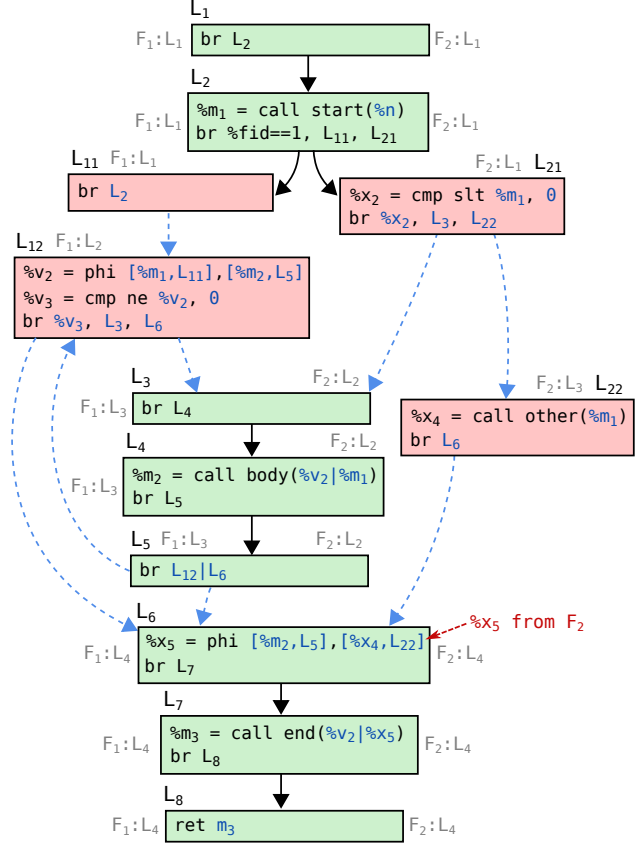 L₁
F₁:L₁ br L₂ F₂:L₁
L₂
F₁:L₁ %m₁ = call start(%n) F₂:L₁
br %fid==1, L₁₁, L₂₁
L₁₁ F₁:L₁
br L₂
F₂:L₁ L₂₁
%x₂ = cmp slt %m₁, 0
br %x₂, L₃, L₂₂
L₁₂ F₁:L₂
%v₂ = phi [%m₁,L₁₁],[%m₂,L₅]
%v₃ = cmp ne %v₂, 0
br %v₃, L₃, L₆
L₃ F₂:L₂
F₁:L₃ br L₄
F₂:L₃ L₂₂
%x₄ = call other(%m₁)
br L₆
L₄ F₂:L₂
F₁:L₃ %m₂ = call body(%v₂|%m₁)
br L₅
L₅ F₁:L₃ F₂:L₂
br L₁₂|L₆
L₆
F₁:L₄ %x₅ = phi [%m₂,L₅],[%x₄,L₂₂] F₂:L₄
br L₇
%x₅ from F₂
L₇
F₁:L₄ %m₃ = call end(%v₂|%x₅) F₂:L₄
br L₈
L₈
F₁:L₄ ret m₃ F₂:L₄